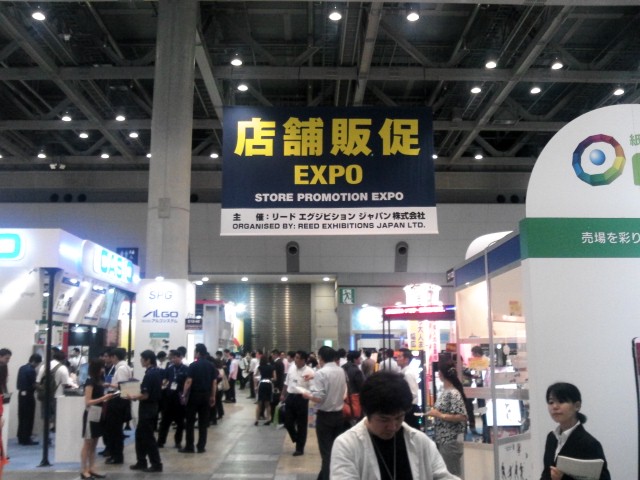 店舗販促
EXPO
STORE PROMOTION EXPO
主 催：リード エグジビション ジャパン 株式会社
ORGANISED BY: REED EXHIBITIONS JAPAN LTD.
紙
売場を彩り
CASIO
SPG
ALGO